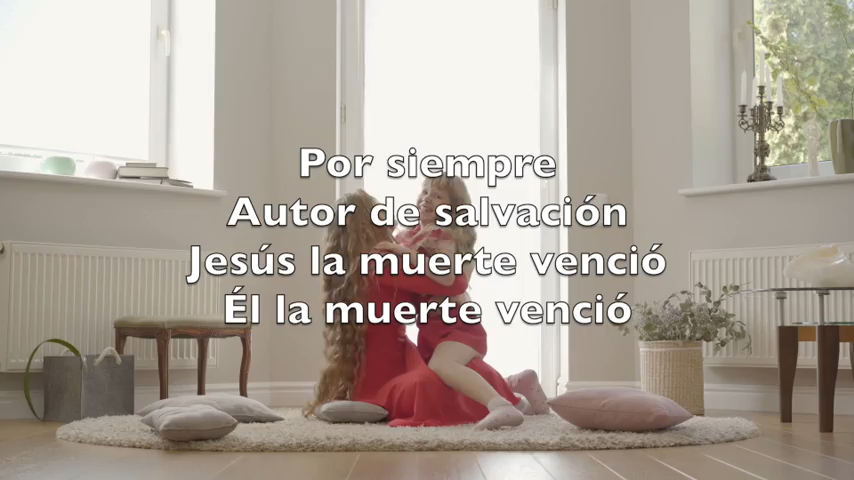 Por siempre
Autor de salvación
Jesús la muerte venció
Él la muerte venció